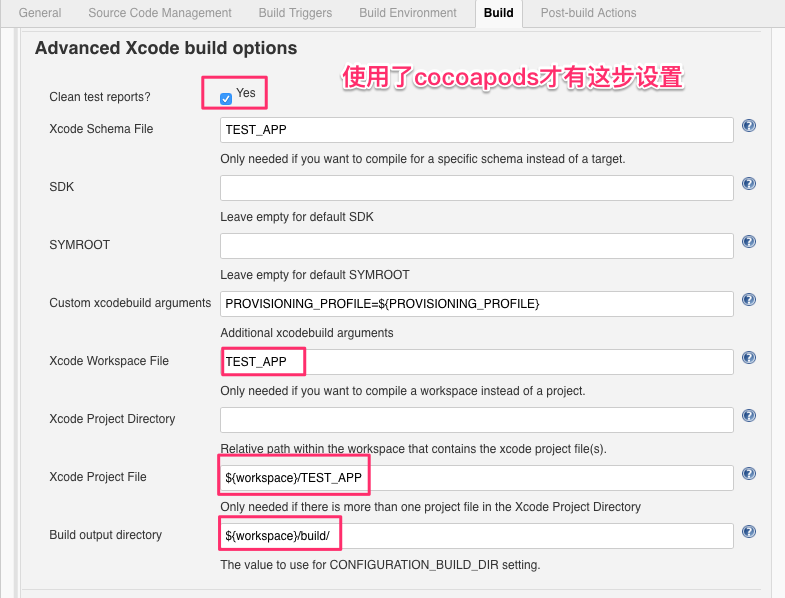 General Source Code Management Build Triggers Build Environment Build Post-build Actions
Advanced Xcode build options
使用了cocoapods才有这步设置
Clean test reports? Yes
Xcode Schema File TEST_APP
Only needed if you want to compile for a specific schema instead of a target.
SDK
Leave empty for default SDK
SYMROOT
Leave empty for default SYMROOT
Custom xcodebuild arguments PROVISIONING_PROFILE=${PROVISIONING_PROFILE}
Additional xcodebuild arguments
Xcode Workspace File TEST_APP
Only needed if you want to compile a workspace instead of a project.
Xcode Project Directory
Relative path within the workspace that contains the xcode project file(s).
Xcode Project File ${workspace}/TEST_APP
Only needed if there is more than one project file in the Xcode Project Directory
Build output directory ${workspace}/build/
The value to use for CONFIGURATION_BUILD_DIR setting.